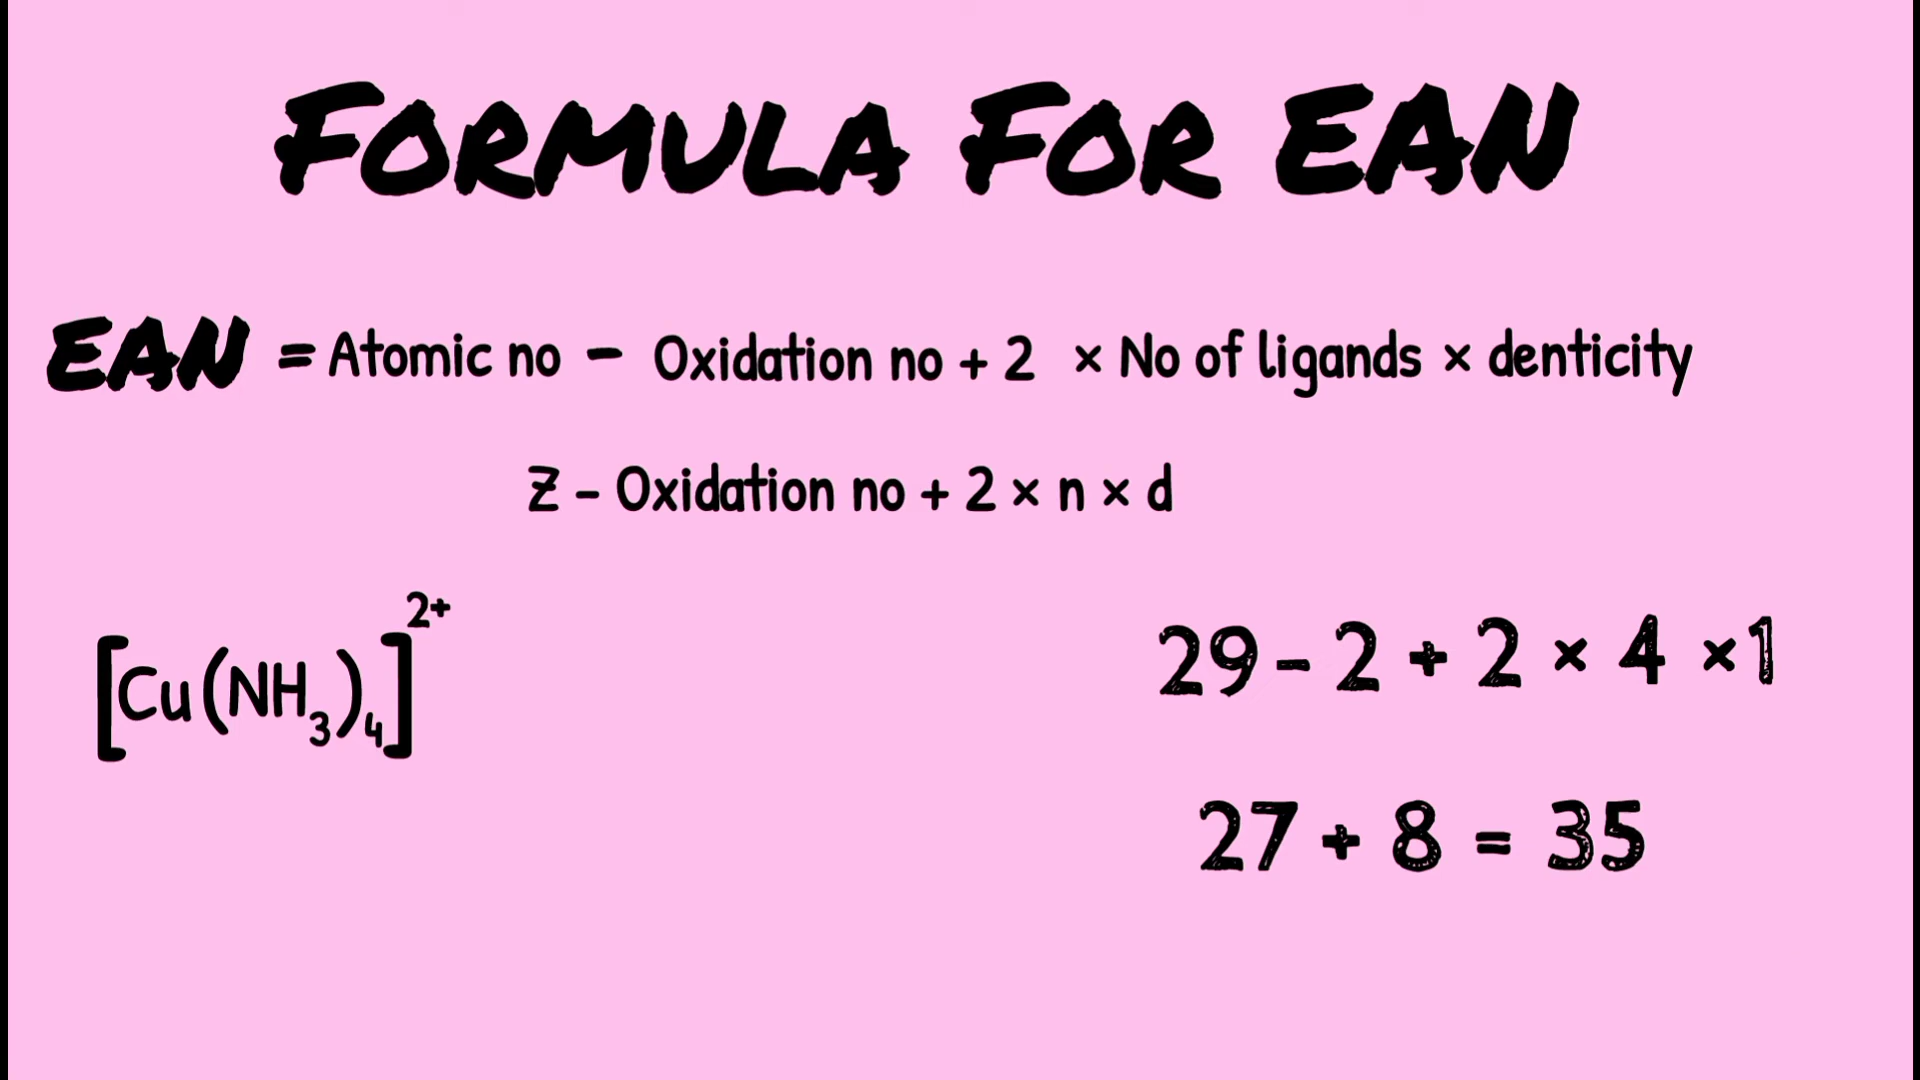 FORMULA FOR EAN
EAN = Atomic no - Oxidation no + 2 × No of ligands × denticity
Z - Oxidation no + 2 × n × d
[Cu(NH₃)₄]²⁺
29 - 2 + 2 × 4 × 1
27 + 8 = 35